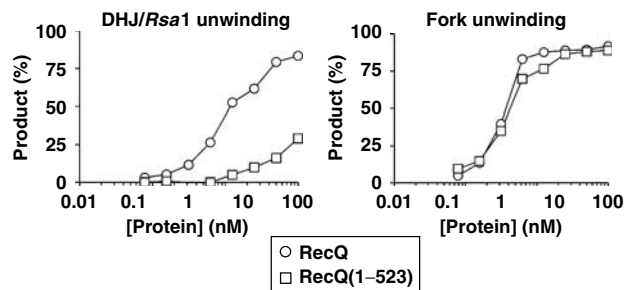 DHJ/Rsa1 unwinding
Product (%)
100
75
50
25
0
0.01
0.1
1
10
100
[Protein] (nM)
Fork unwinding
Product (%)
100
75
50
25
0
0.01
0.1
1
10
100
[Protein] (nM)
RecQ
RecQ(1–523)